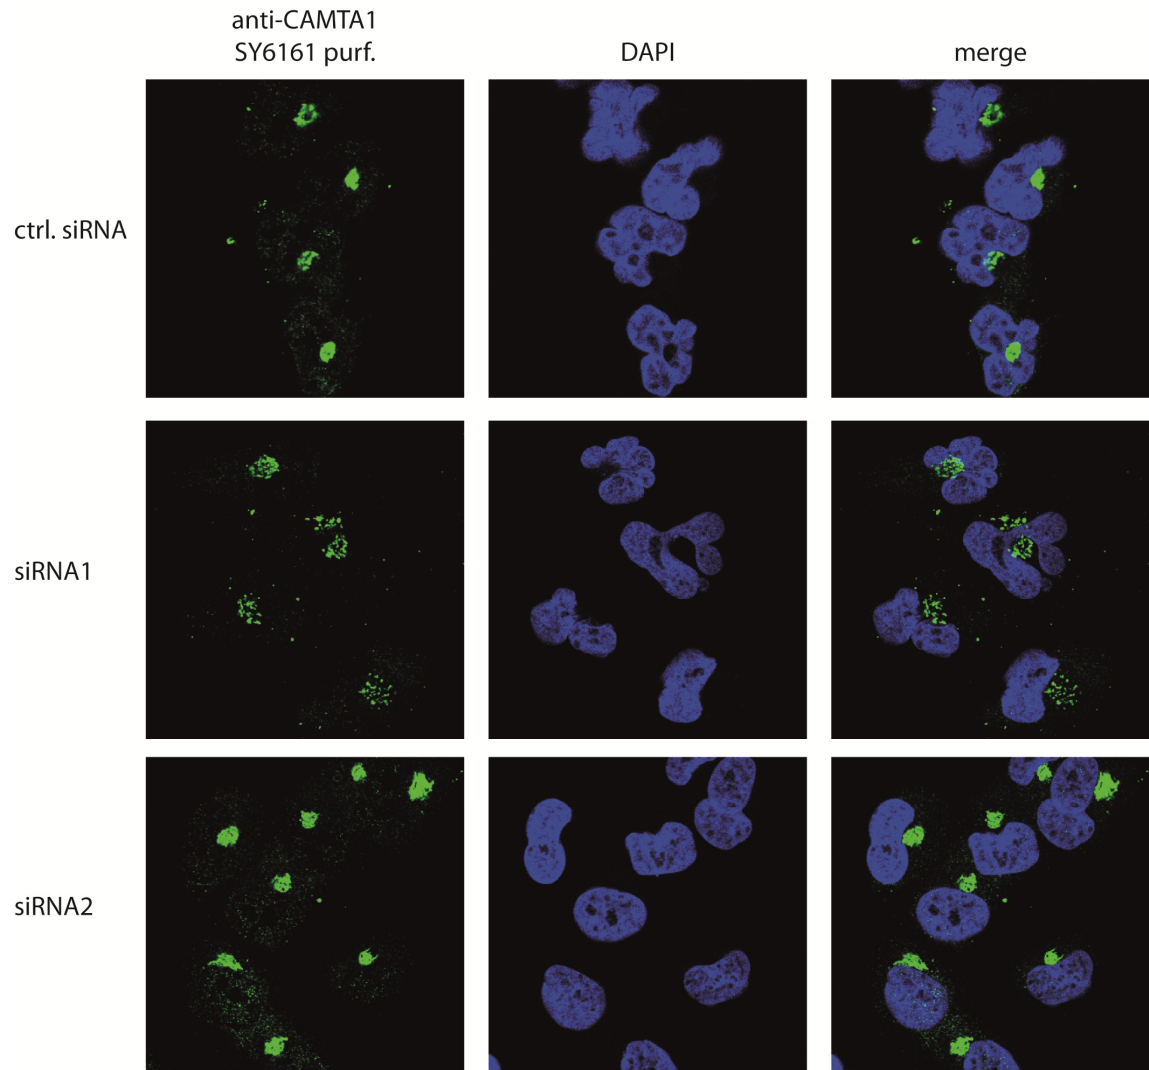 anti-CAMTA1
SY6161 purf.
DAPI
merge
ctrl. siRNA
siRNA1
siRNA2